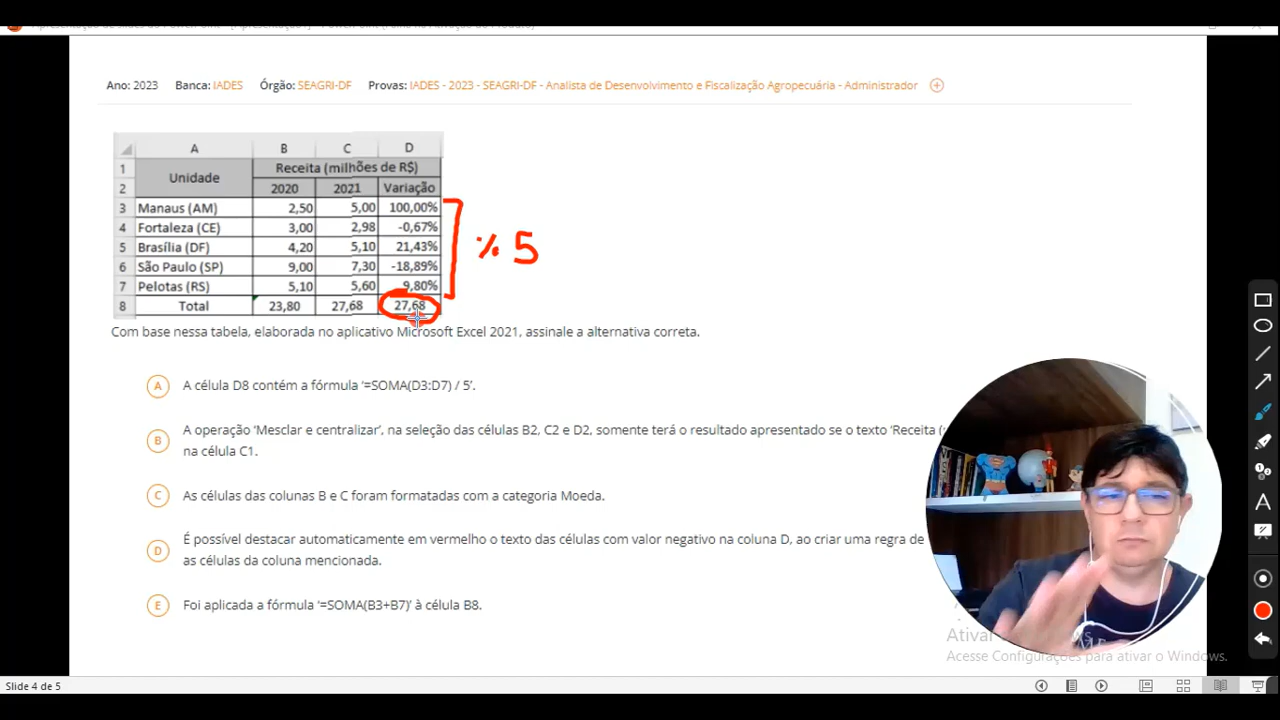 Ano: 2023 Banca: IADES Órgão: SEAGRI-DF Provas: IADES - 2023 - SEAGRI-DF - Analista de Desenvolvimento e Fiscalização Agropecuária - Administrador
A B C D
1 Unidade Receita (milhões de R$)
2 2020 2021 Variação
3 Manaus (AM) 2,50 5,00 100,00%
4 Fortaleza (CE) 3,00 2,98 -0,67%
5 Brasília (DF) 4,20 5,10 21,43%
6 São Paulo (SP) 9,00 7,30 -18,89%
7 Pelotas (RS) 5,10 5,60 9,80%
8 Total 23,80 27,68 27,68
% 5
Com base nessa tabela, elaborada no aplicativo Microsoft Excel 2021, assinale a alternativa correta.
A A célula D8 contém a fórmula ‘=SOMA(D3:D7) / 5’.
B A operação ‘Mesclar e centralizar’, na seleção das células B2, C2 e D2, somente terá o resultado apresentado se o texto ‘Receita
na célula C1.
C As células das colunas B e C foram formatadas com a categoria Moeda.
D É possível destacar automaticamente em vermelho o texto das células com valor negativo na coluna D, ao criar uma regra de
as células da coluna mencionada.
E Foi aplicada a fórmula ‘=SOMA(B3+B7)’ à célula B8.
Ativar o Windows
Acesse Configurações para ativar o Windows.
Slide 4 de 5